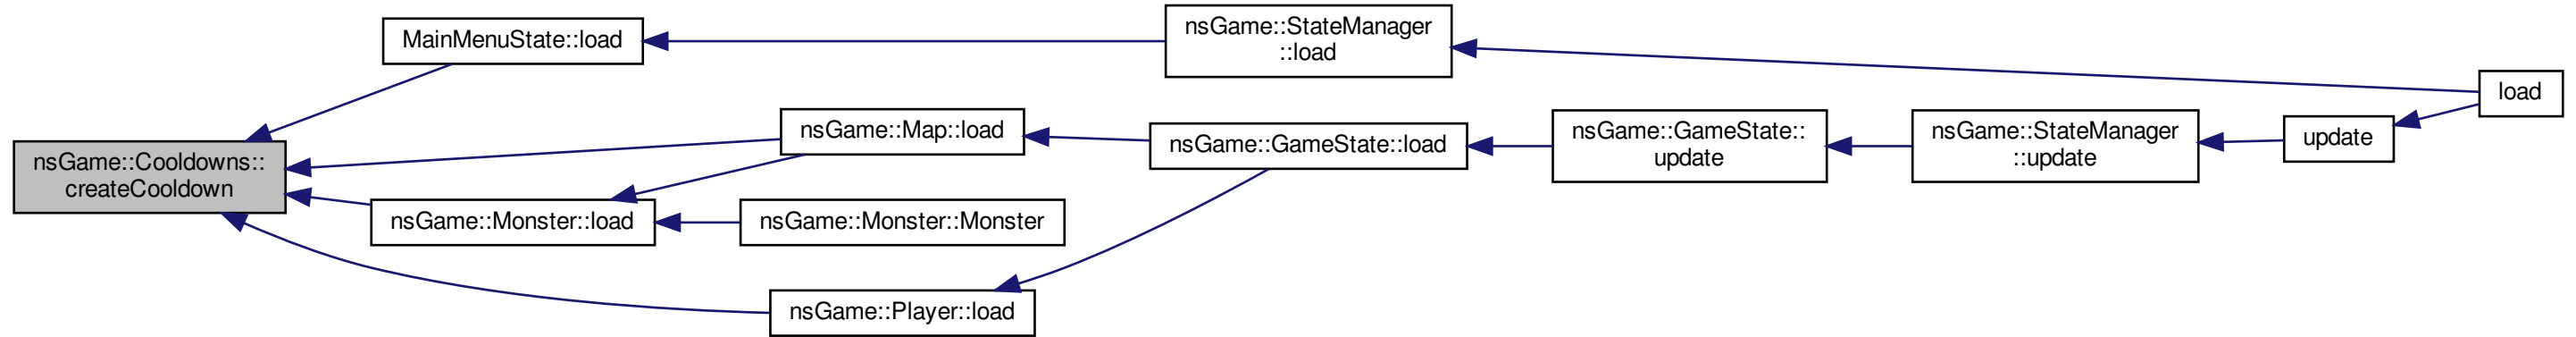 nsGame::Cooldowns::
createCooldown
MainMenuState::load
nsGame::StateManager
::load
load
nsGame::Map::load
nsGame::GameState::load
nsGame::GameState::
update
nsGame::StateManager
::update
update
nsGame::Monster::load
nsGame::Monster::Monster
nsGame::Player::load